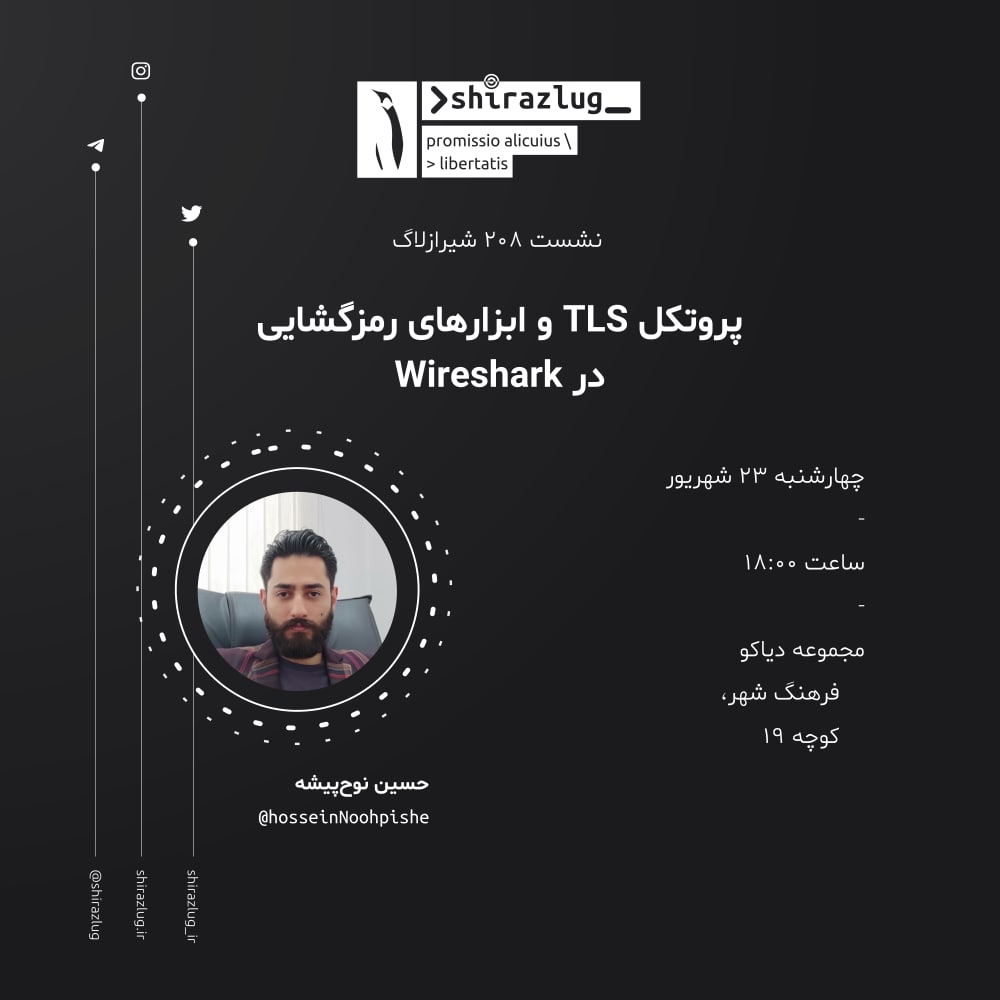 >shirazlug_
promissio alicuius \
> libertatis
نشست ۲۰۸ شیرازلاگ
پروتکل TLS و ابزارهای رمزگشایی
در Wireshark
چهارشنبه ۲۳ شهریور
-
ساعت ۱۸:۰۰
-
مجموعه دیاکو
فرهنگ شهر،
کوچه ۱۹
حسین نوح‌پیشه
@hosseinNoohpishe
@shirazlug
shirazlug.ir
shirazlug_ir